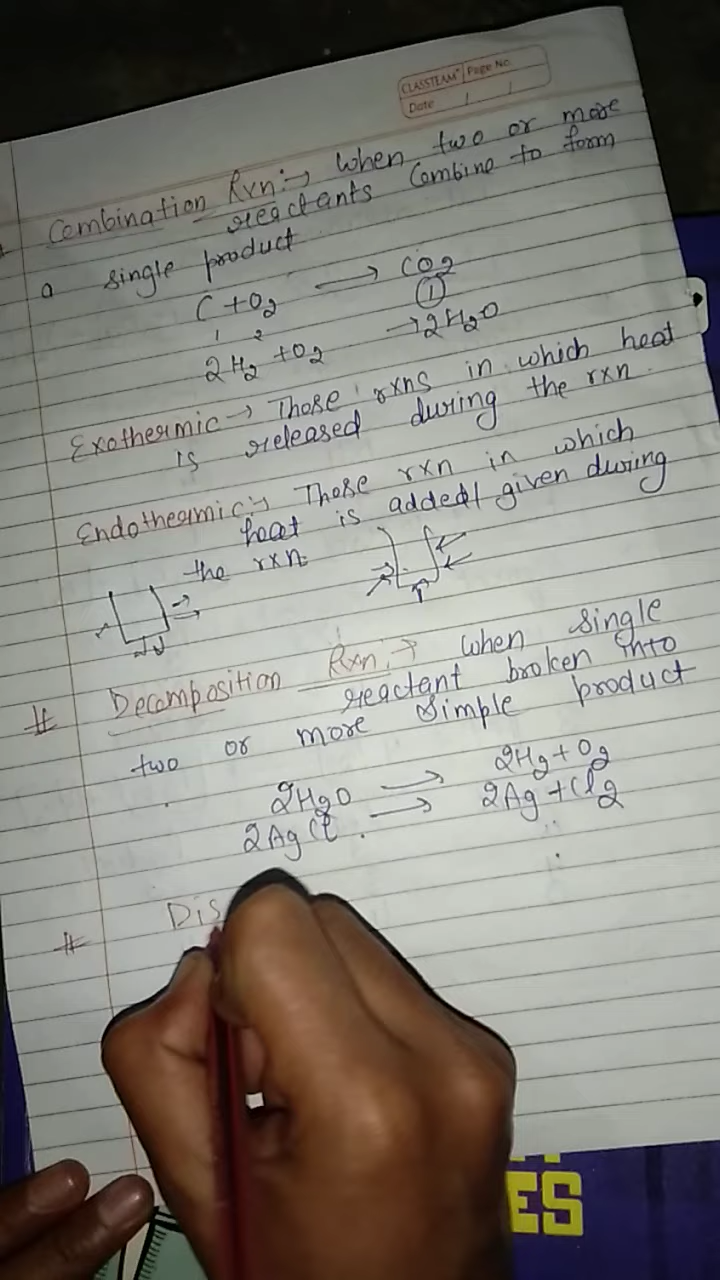 CLASSTEAM Page No.
Date / /
Combination Rxn:→ When two or more
reactants Combine to form
a single product
C + O2 → CO2
1 2 1
2H2 + O2 → 2H2O
Exothermic → Those rxns in which heat
is released during the rxn.
Endothermic:→ Those rxn in which
heat is added/given during
the rxn.
# Decomposition Rxn:→ When single
reactant broken into
two or more Simple product
2H2O → 2H2 + O2
2AgCl → 2Ag + Cl2
# Dis
ES